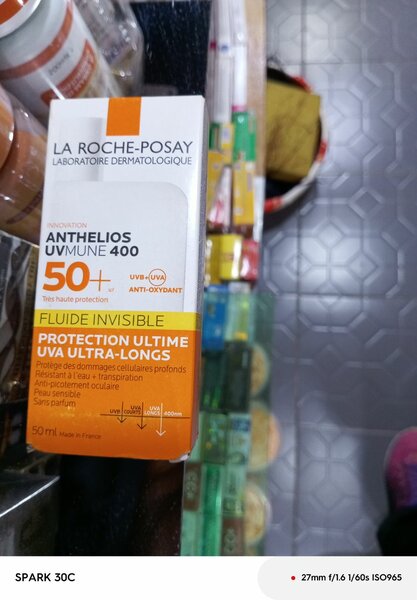 LA ROCHE-POSAY
LABORATOIRE DERMATOLOGIQUE
INNOVATION
ANTHELIOS
UVMUNE 400
50+
Très haute protection
UVB+UVA
ANTI-OXYDANT
FLUIDE INVISIBLE
PROTECTION ULTIME
UVA ULTRA-LONGS
Protège des dommages cellulaires profonds
Résistant à l'eau + transpiration
Anti-picotement oculaire
Peau sensible
Sans parfum
UVB
UVA COURTS
UVA LONGS
400nm
50 ml Made in France
SPARK 30C
27mm f/1.6 1/60s ISO965